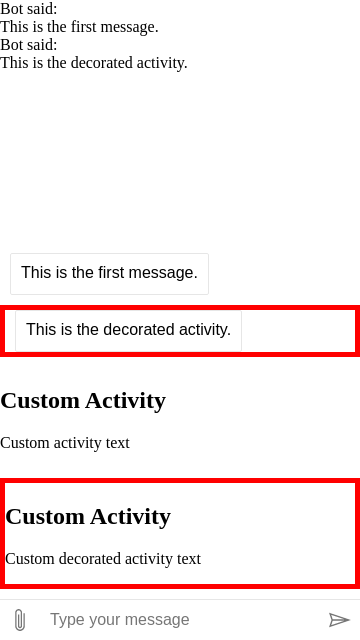 Bot said:
This is the first message.
Bot said:
This is the decorated activity.
This is the first message.
This is the decorated activity.
Custom Activity
Custom activity text
Custom Activity
Custom decorated activity text
Type your message